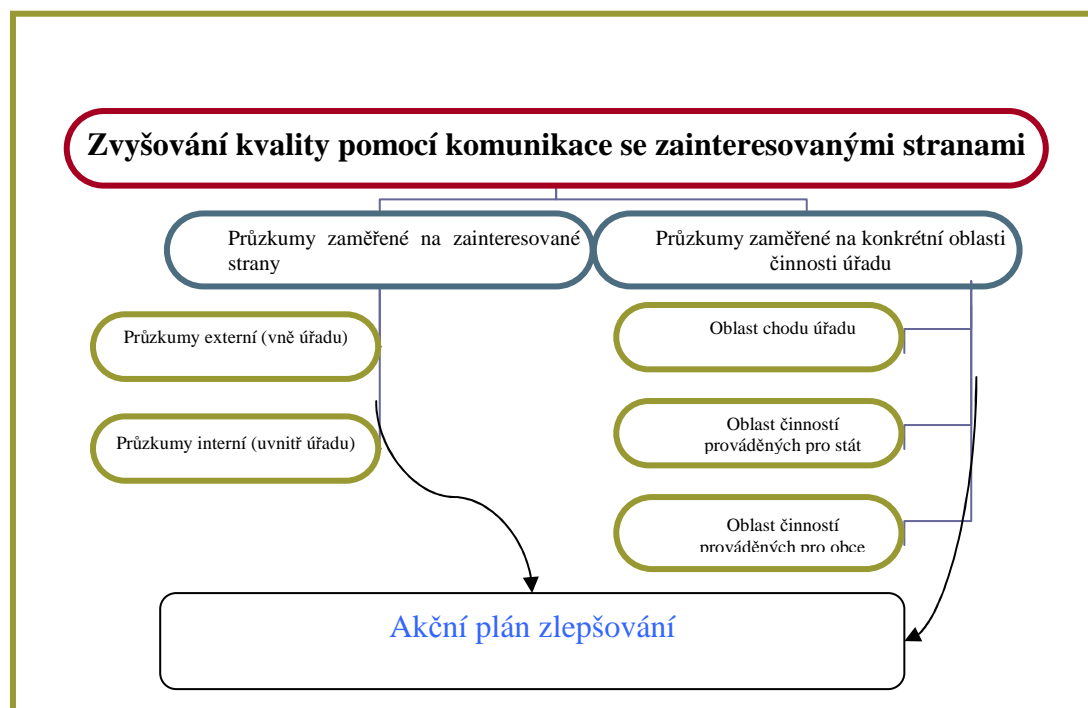 Zvyšování kvality pomocí komunikace se zainteresovanými stranami
Průzkumy zaměřené na zainteresované
strany
Průzkumy zaměřené na konkrétní oblasti
činnosti úřadu
Průzkumy externí (vně úřadu)
Průzkumy interní (uvnitř úřadu)
Oblast chodu úřadu
Oblast činností
prováděných pro stát
Oblast činností
prováděných pro obce
Akční plán zlepšování